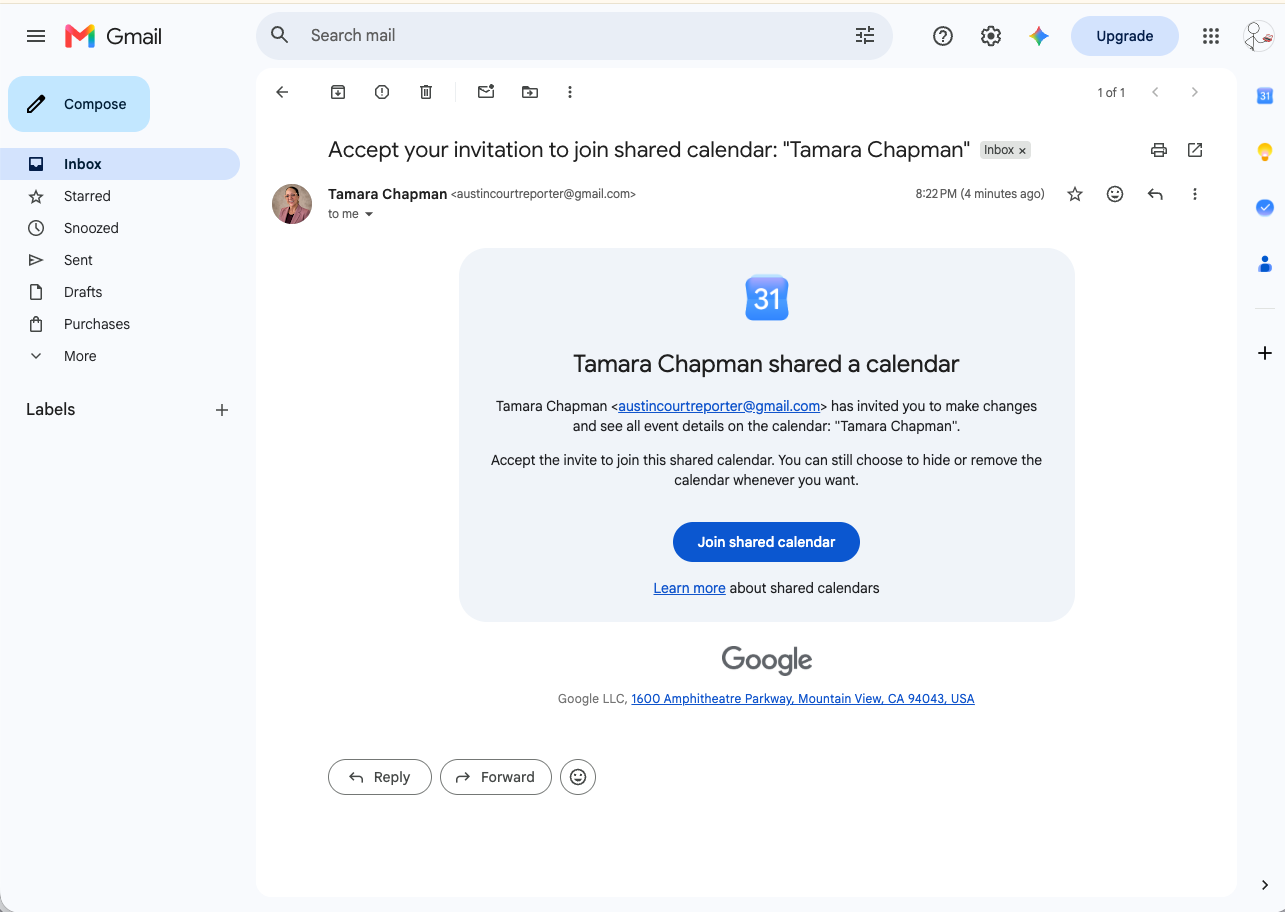 Gmail
Search mail
Upgrade
Compose
Inbox
Starred
Snoozed
Sent
Drafts
Purchases
More
Labels
1 of 1
Accept your invitation to join shared calendar: "Tamara Chapman" Inbox ×
Tamara Chapman <austincourtreporter@gmail.com>
8:22 PM (4 minutes ago)
to me
31
Tamara Chapman shared a calendar
Tamara Chapman <austincourtreporter@gmail.com> has invited you to make changes
and see all event details on the calendar: "Tamara Chapman".
Accept the invite to join this shared calendar. You can still choose to hide or remove the
calendar whenever you want.
Join shared calendar
Learn more about shared calendars
Google
Google LLC, 1600 Amphitheatre Parkway, Mountain View, CA 94043, USA
Reply
Forward
31